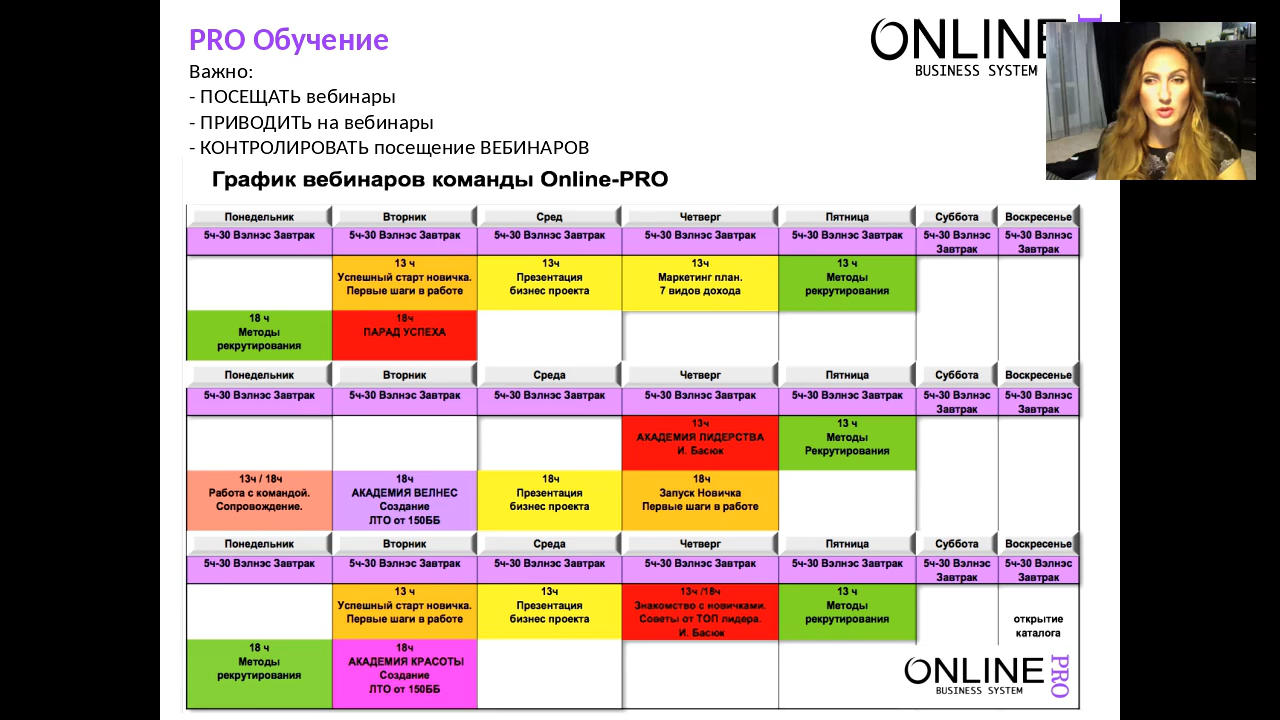 PRO Обучение
Важно:
- ПОСЕЩАТЬ вебинары
- ПРИВОДИТЬ на вебинары
- КОНТРОЛИРОВАТЬ посещение ВЕБИНАРОВ
ONLINE
BUSINESS SYSTEM
График вебинаров команды Online-PRO
Понедельник Вторник Сред Четверг Пятница Суббота Воскресенье
5ч-30 Вэлнэс Завтрак 5ч-30 Вэлнэс Завтрак 5ч-30 Вэлнэс Завтрак 5ч-30 Вэлнэс Завтрак 5ч-30 Вэлнэс Завтрак 5ч-30 Вэлнэс 5ч-30 Вэлнэс
Завтрак Завтрак
13 ч 13ч 13ч 13 ч
Успешный старт новичка. Презентация Маркетинг план. Методы
Первые шаги в работе бизнес проекта 7 видов дохода рекрутирования
18 ч 18ч
Методы ПАРАД УСПЕХА
рекрутирования
Понедельник Вторник Среда Четверг Пятница Суббота Воскресенье
5ч-30 Вэлнэс Завтрак 5ч-30 Вэлнэс Завтрак 5ч-30 Вэлнэс Завтрак 5ч-30 Вэлнэс Завтрак 5ч-30 Вэлнэс Завтрак 5ч-30 Вэлнэс 5ч-30 Вэлнэс
Завтрак Завтрак
13ч 13 ч
АКАДЕМИЯ ЛИДЕРСТВА Методы
И. Басюк Рекрутирования
13ч / 18ч 18ч 18ч 18ч
Работа с командой. АКАДЕМИЯ ВЕЛНЕС Презентация Запуск Новичка
Сопровождение. Создание бизнес проекта Первые шаги в работе
ЛТО от 150ББ
Понедельник Вторник Среда Четверг Пятница Суббота Воскресенье
5ч-30 Вэлнэс Завтрак 5ч-30 Вэлнэс Завтрак 5ч-30 Вэлнэс Завтрак 5ч-30 Вэлнэс Завтрак 5ч-30 Вэлнэс Завтрак 5ч-30 Вэлнэс 5ч-30 Вэлнэс
Завтрак Завтрак
13 ч 13ч 13ч /18ч 13 ч
Успешный старт новичка. Презентация Знакомство с новичками. Методы открытие
Первые шаги в работе бизнес проекта Советы от ТОП лидера. рекрутирования каталога
И. Басюк
18 ч 18ч
Методы АКАДЕМИЯ КРАСОТЫ
рекрутирования Создание
ЛТО от 150ББ
ONLINE PRO
BUSINESS SYSTEM